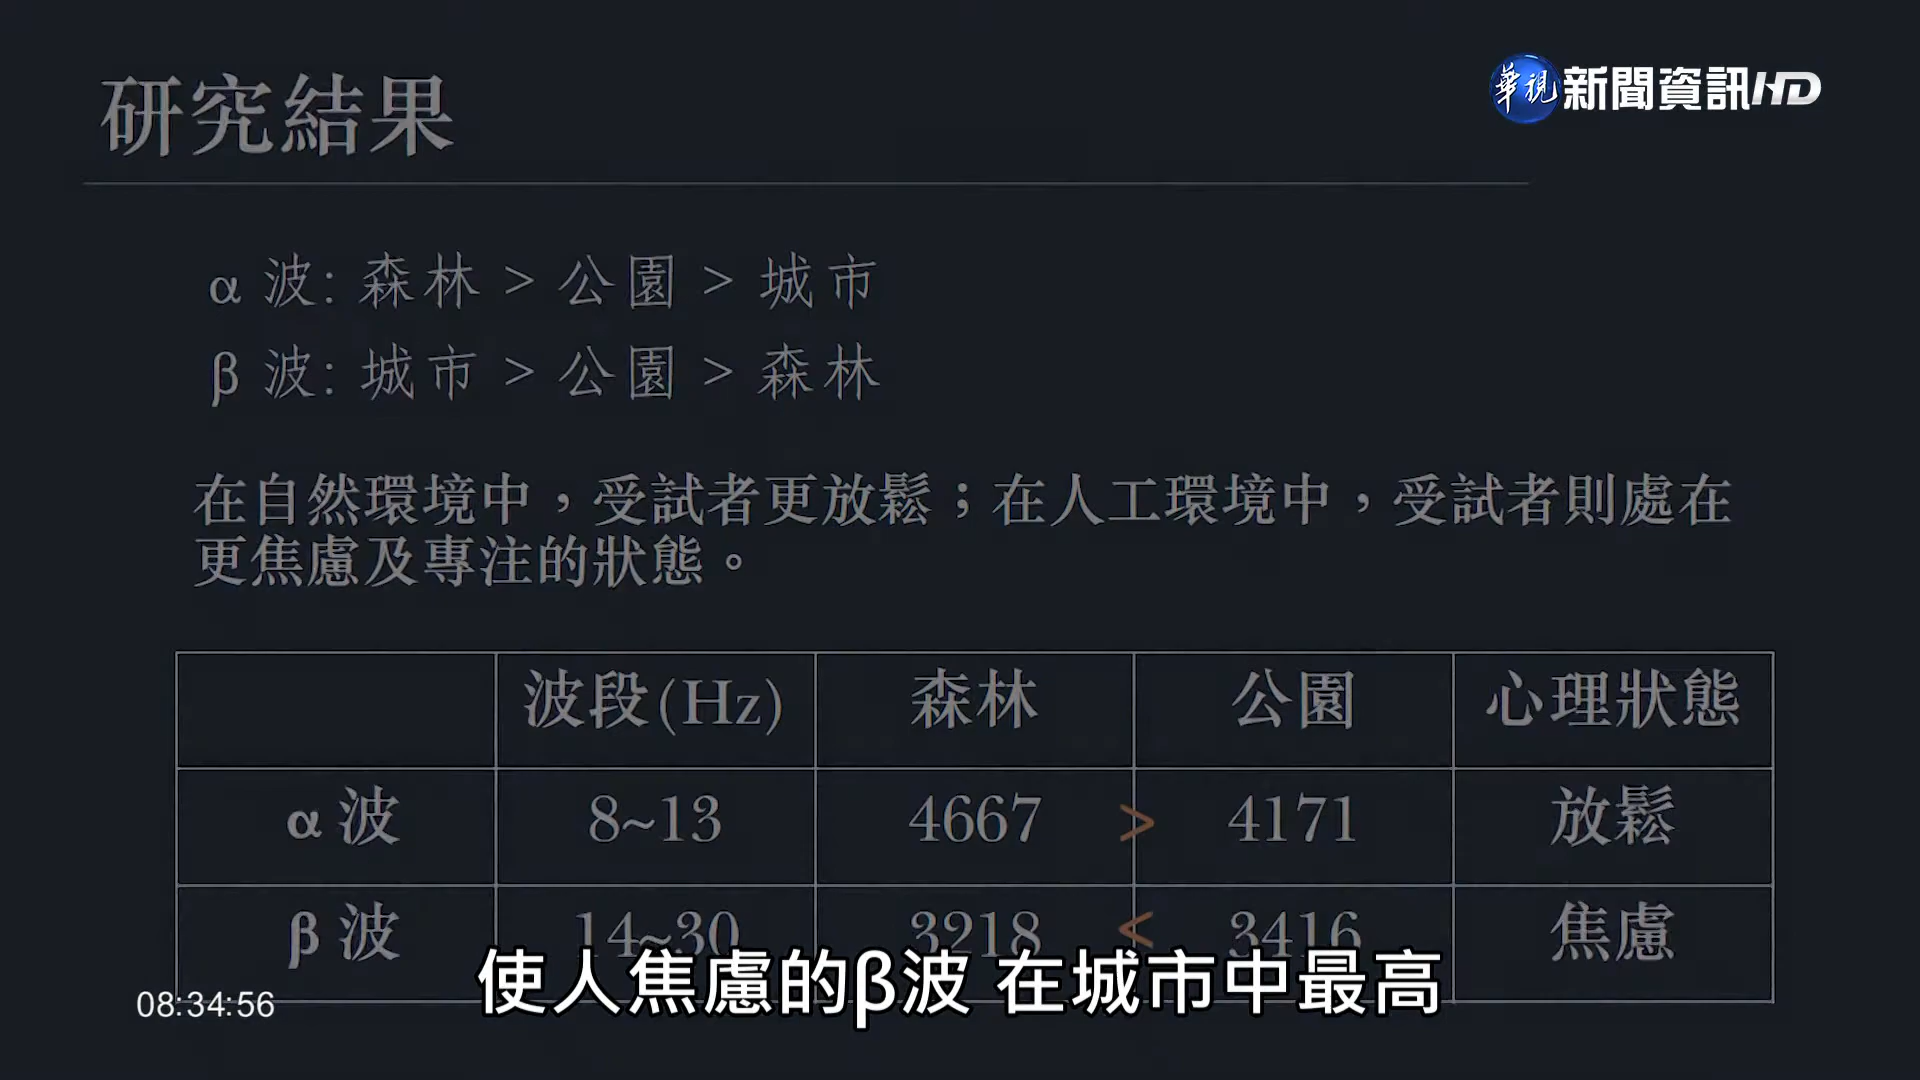 研究結果
華視新聞資訊HD
α 波: 森林 > 公園 > 城市
β 波: 城市 > 公園 > 森林
在自然環境中，受試者更放鬆；在人工環境中，受試者則處在
更焦慮及專注的狀態。
波段(Hz) 森林 公園 心理狀態
α 波 8~13 4667 > 4171 放鬆
β 波 14~30 3218 < 3416 焦慮
使人焦慮的β波 在城市中最高
08:34:56